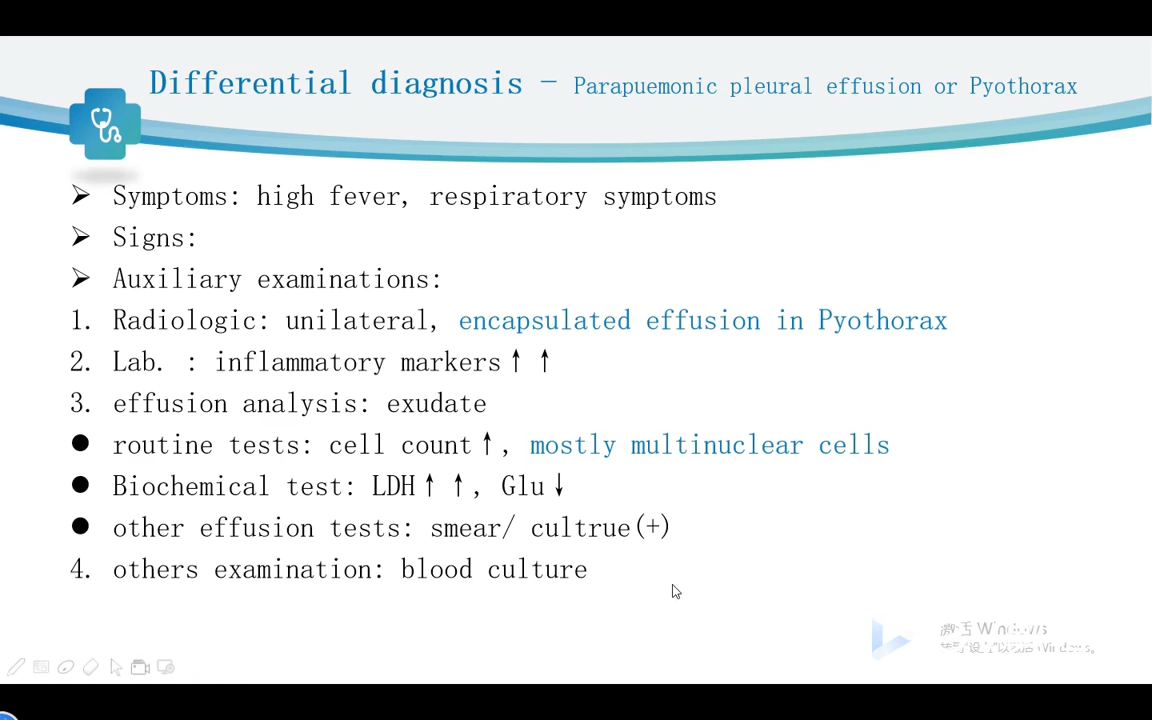 Differential diagnosis - Parapuemonic pleural effusion or Pyothorax
➢ Symptoms: high fever, respiratory symptoms
➢ Signs:
➢ Auxiliary examinations:
1. Radiologic: unilateral, encapsulated effusion in Pyothorax
2. Lab. : inflammatory markers↑↑
3. effusion analysis: exudate
● routine tests: cell count↑, mostly multinuclear cells
● Biochemical test: LDH↑↑, Glu↓
● other effusion tests: smear/ cultrue(+)
4. others examination: blood culture
Windows